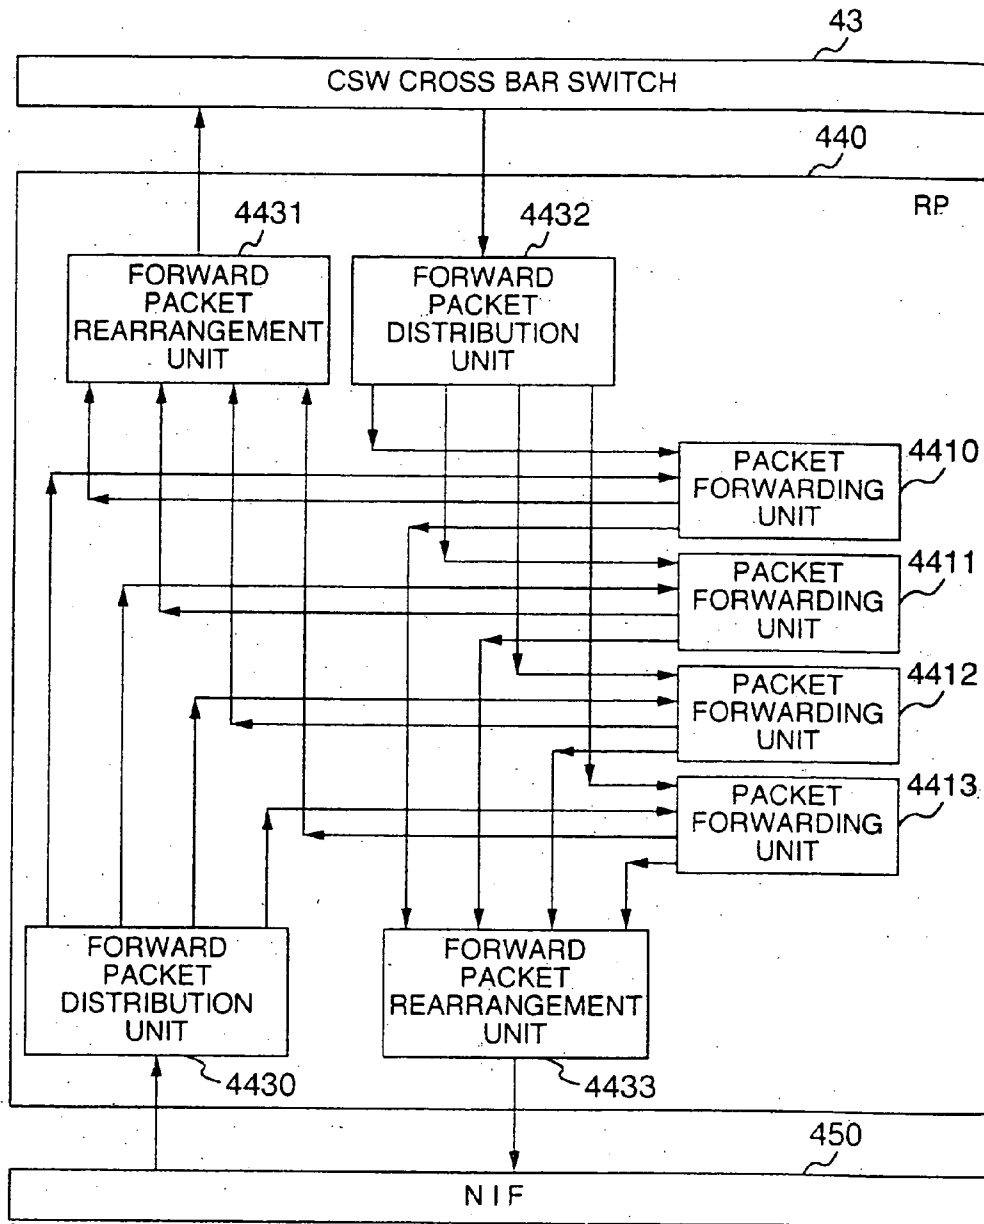 43
CSW CROSS BAR SWITCH
440
RP
4431
FORWARD
PACKET
REARRANGEMENT
UNIT
4432
FORWARD
PACKET
DISTRIBUTION
UNIT
PACKET
FORWARDING
UNIT
4410
PACKET
FORWARDING
UNIT
4411
PACKET
FORWARDING
UNIT
4412
PACKET
FORWARDING
UNIT
4413
FORWARD
PACKET
DISTRIBUTION
UNIT
4430
FORWARD
PACKET
REARRANGEMENT
UNIT
4433
450
NIF